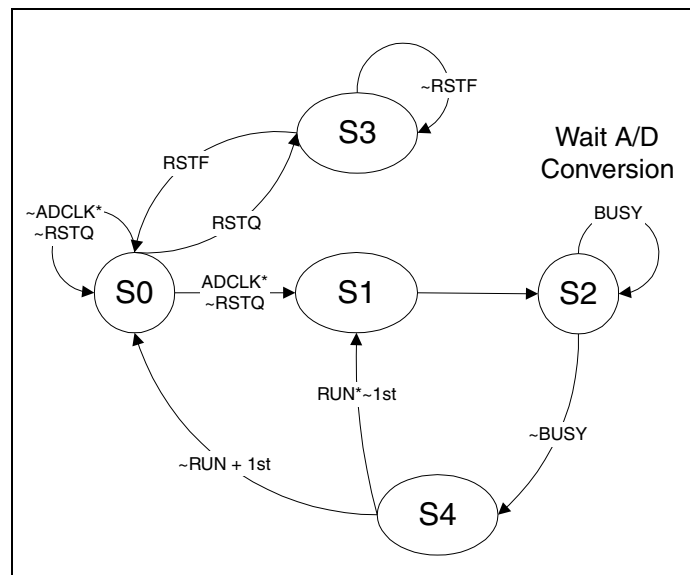 ~RSTF
S3
Wait A/D
Conversion
RSTF
RSTQ
~ADCLK*
~RSTQ
BUSY
S0
ADCLK*
~RSTQ
S1
S2
RUN*~1st
~BUSY
~RUN + 1st
S4